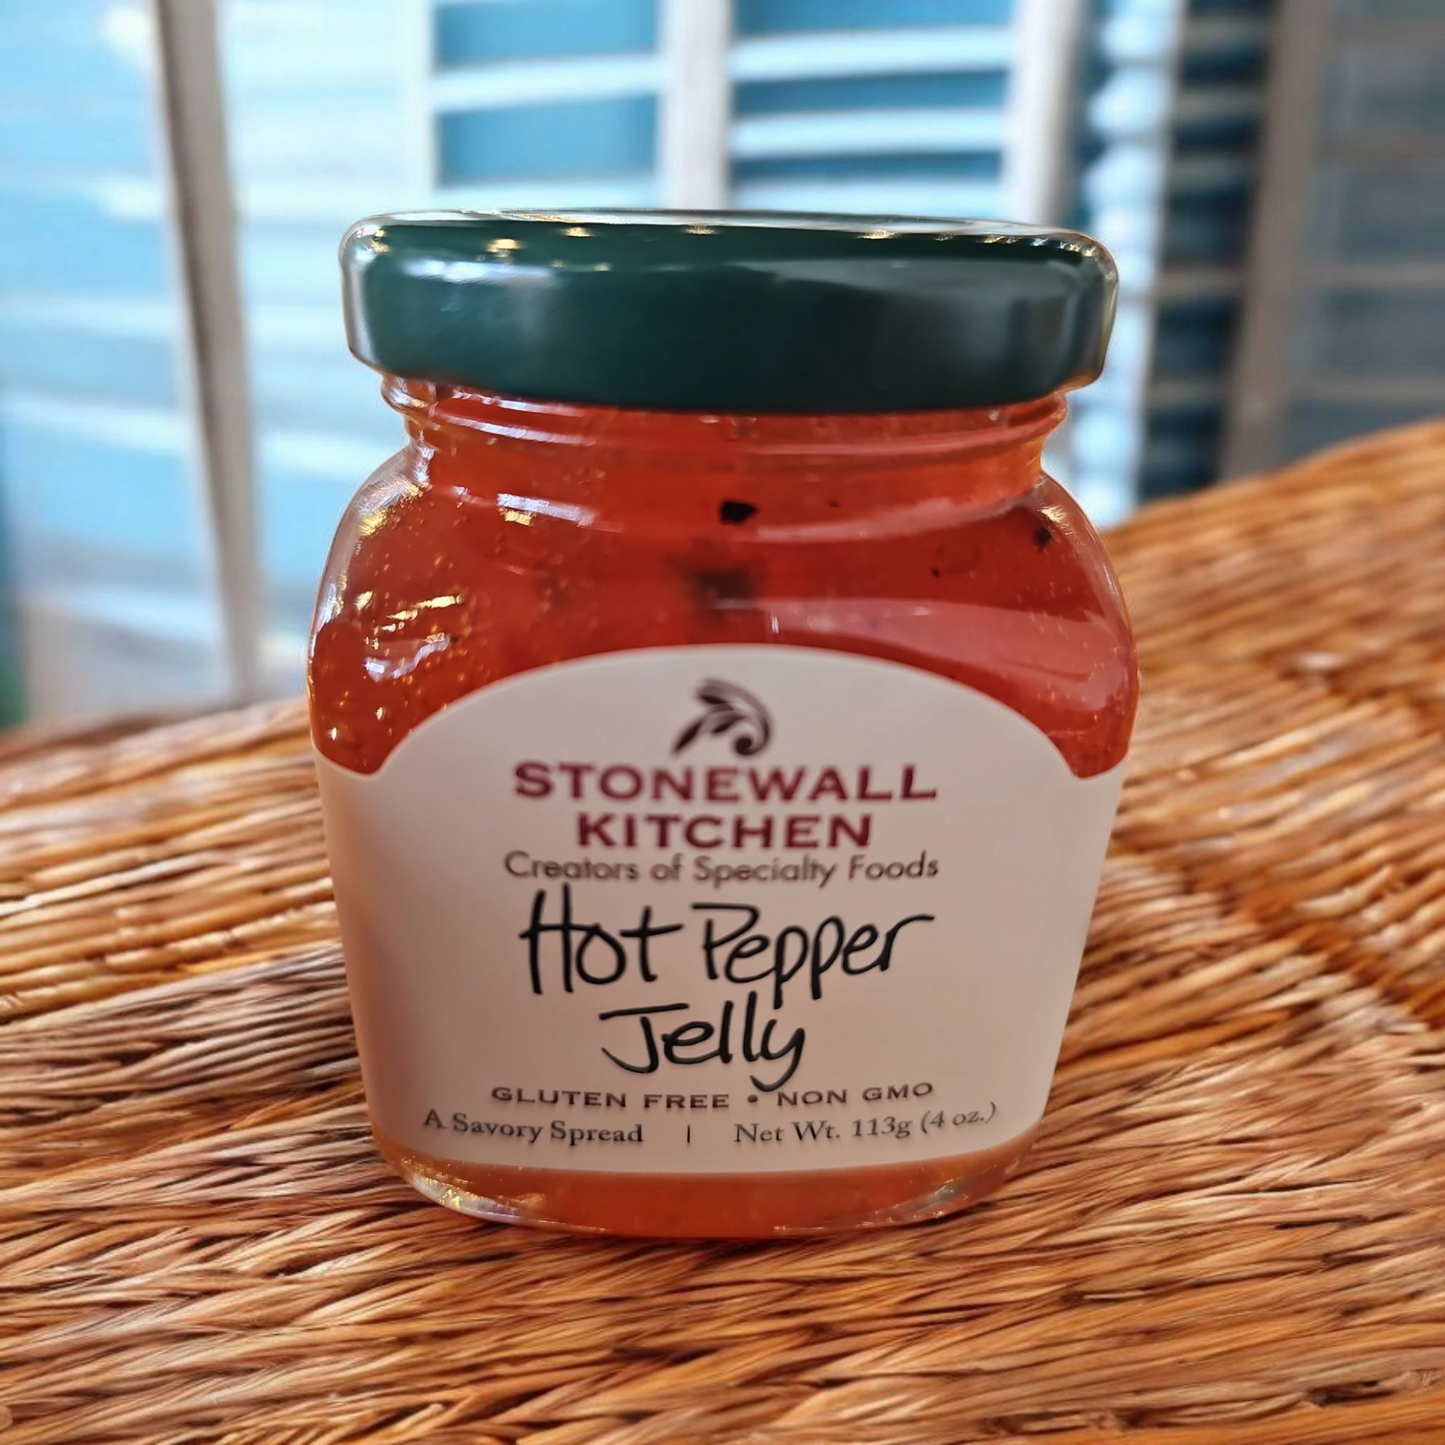 STONEWALL
KITCHEN
Creators of Specialty Foods
Hot Pepper
Jelly
GLUTEN FREE • NON GMO
A Savory Spread | Net Wt. 113g (4 oz.)